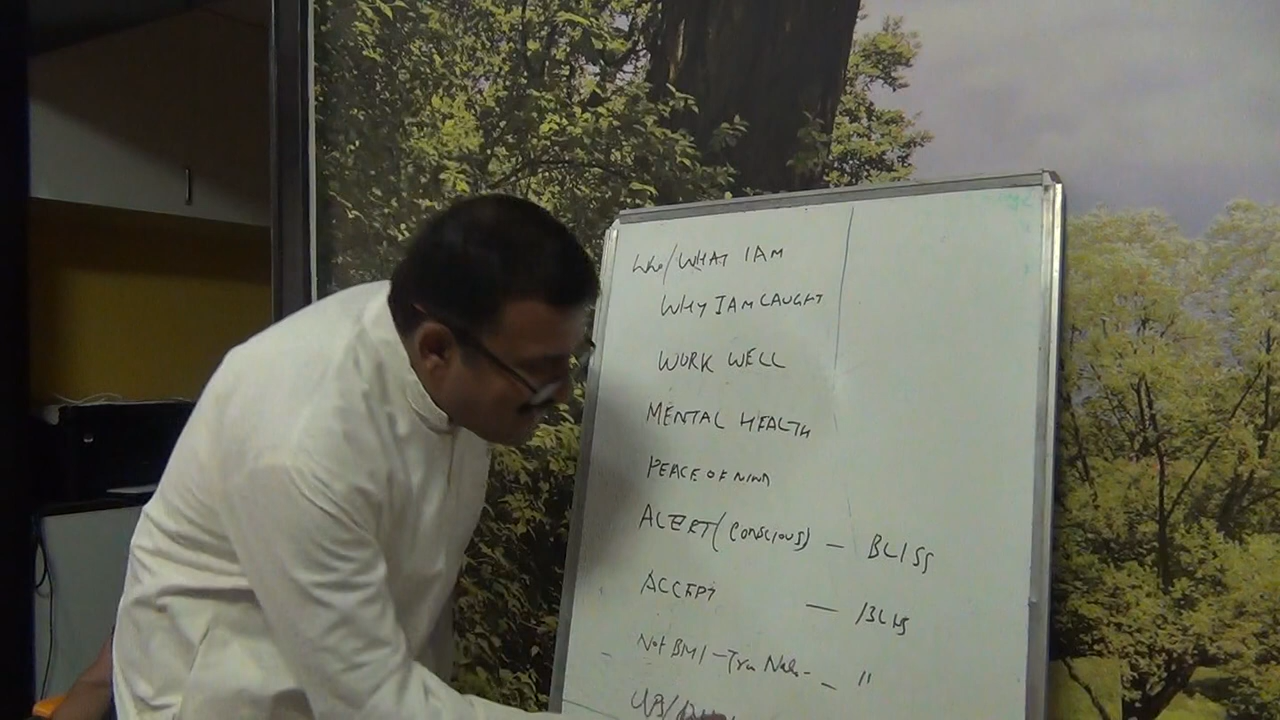 Who/WHAT I AM
WHY I AM CAUGHT
WORK WELL
MENTAL HEALTH
PEACE OF MIND
ALERT (CONSCIOUS) — BLISS
ACCEPT — BLISS
Not BMI - — "